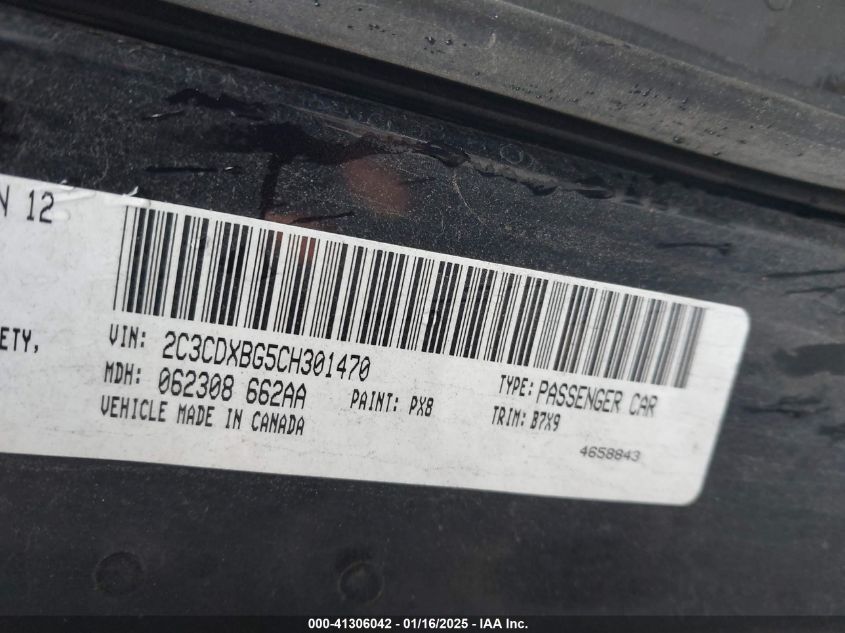 N 12
ETY,
VIN: 2C3CDXBG5CH301470
MDH: 062308 662AA
PAINT: PX8
TYPE: PASSENGER CAR
VEHICLE MADE IN CANADA
TRIM: B7X9
4658843
000-41306042 - 01/16/2025 - IAA Inc.